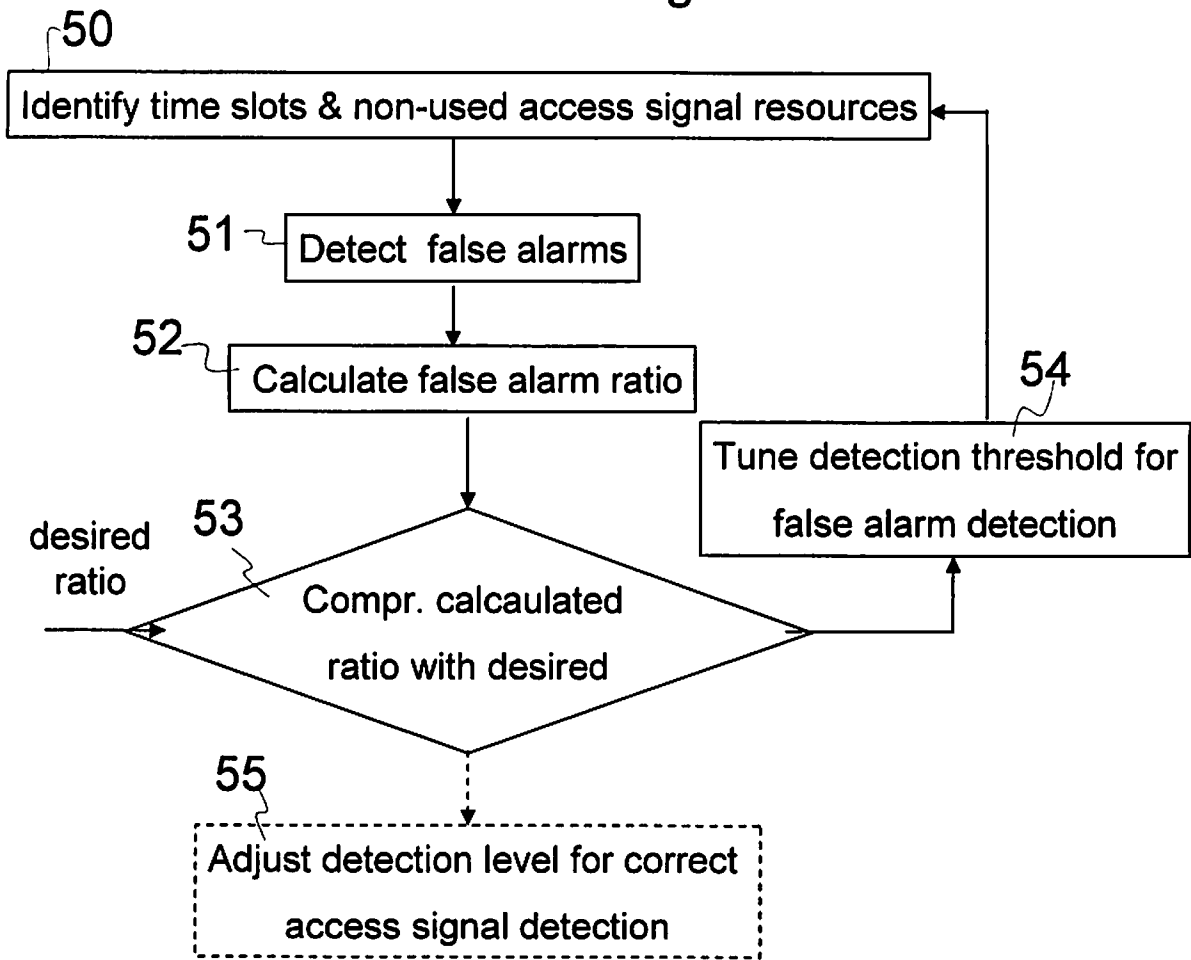 50
Identify time slots & non-used access signal resources
51
Detect false alarms
52
Calculate false alarm ratio
54
Tune detection threshold for
false alarm detection
53
desired
ratio
Compr. calcaulated
ratio with desired
55
Adjust detection level for correct
access signal detection